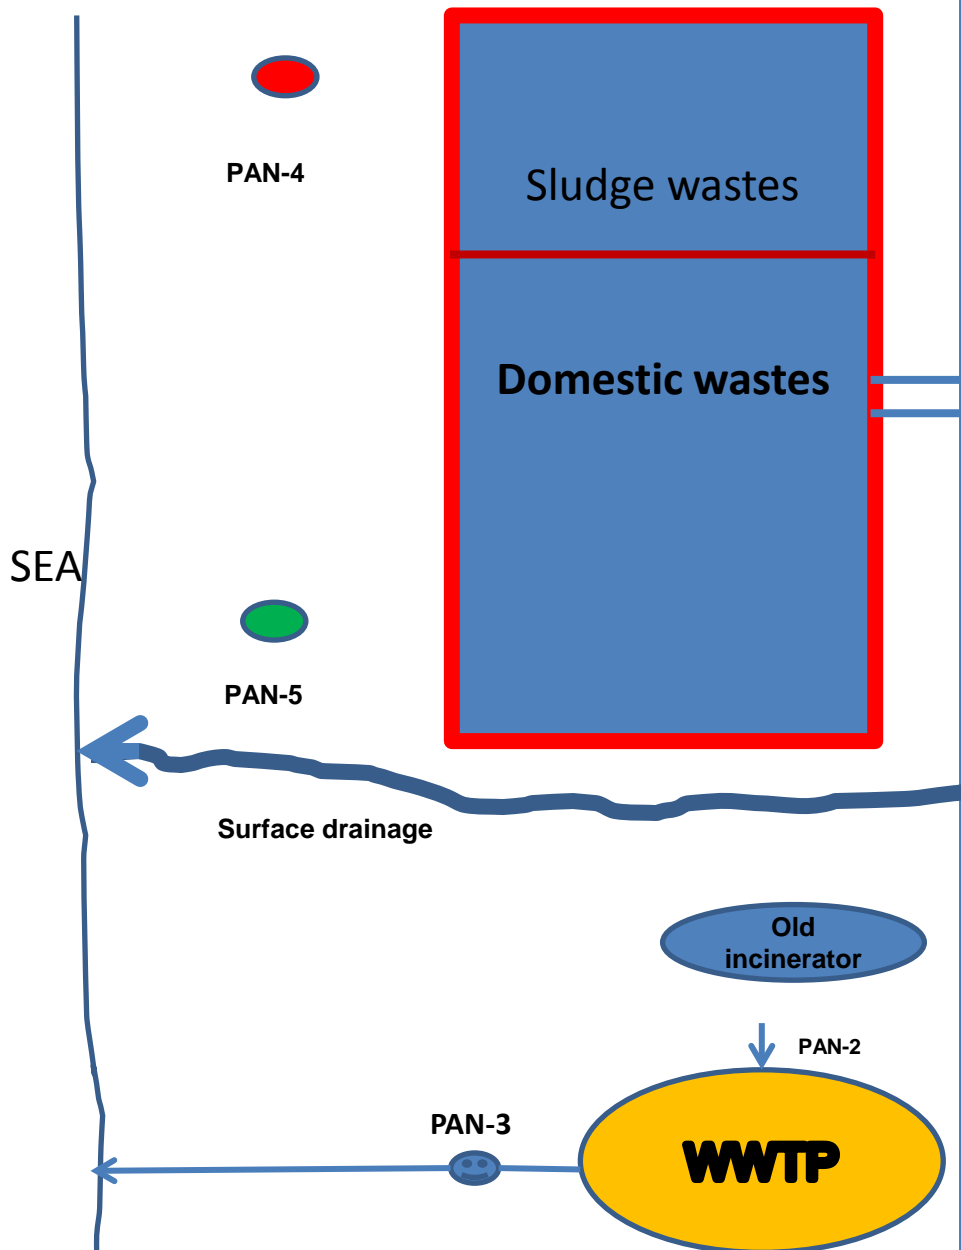 PAN-4
Sludge wastes
Domestic wastes
SEA
PAN-5
Surface drainage
Old
incinerator
PAN-2
PAN-3
WWTP